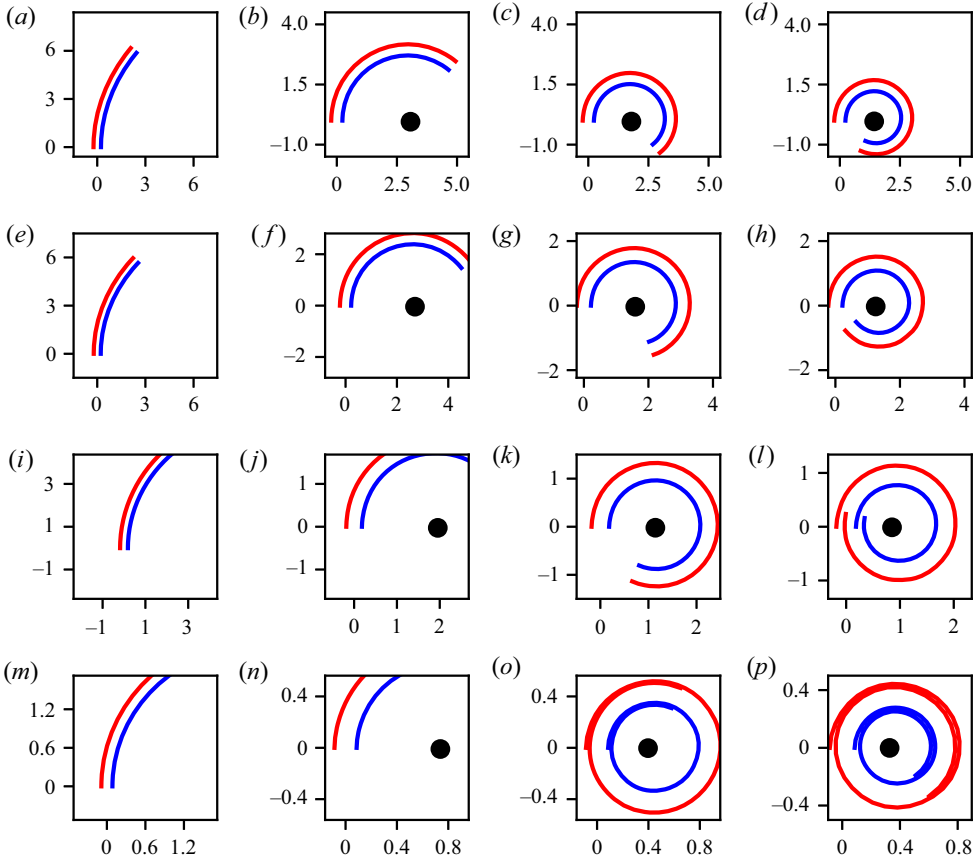 (a) (b) (c) (d)
6 4.0 4.0 4.0
3 1.5 1.5 1.5
0 –1.0 –1.0 –1.0
0 3 6 0 2.5 5.0 0 2.5 5.0 0 2.5 5.0
(e) (f) (g) (h)
6 2 2 2
3 0 0 0
0 –2 –2 –2
0 3 6 0 2 4 0 2 4 0 2 4
(i) (j) (k) (l)
3 1 1 1
1 0 0 0
–1 –1 –1 –1
–1 1 3 0 1 2 0 1 2 0 1 2
(m) (n) (o) (p)
1.2 0.4 0.4 0.4
0.6 0 0 0
0 –0.4 –0.4 –0.4
0 0.6 1.2 0 0.4 0.8 0 0.4 0.8 0 0.4 0.8